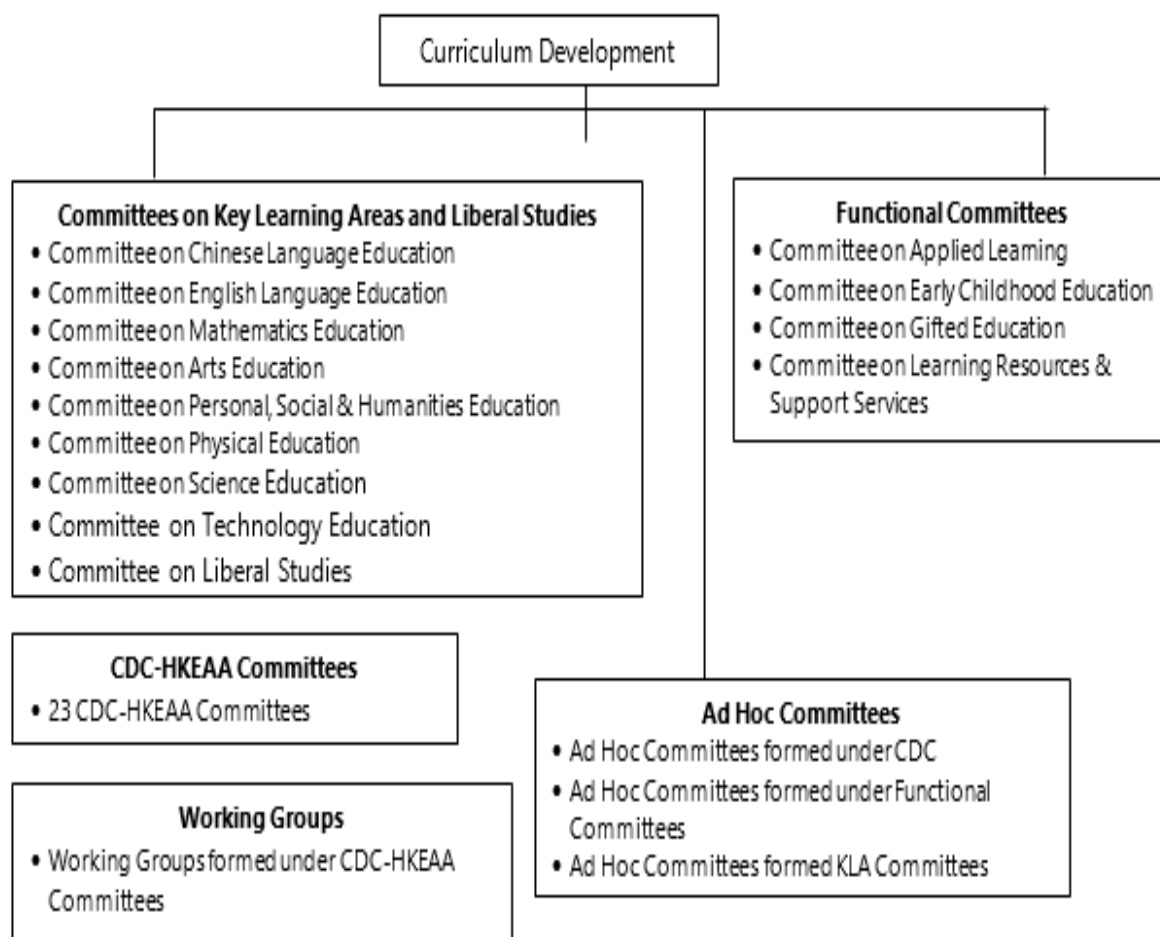 Curriculum Development
Committees on Key Learning Areas and Liberal Studies
• Committee on Chinese Language Education
• Committee on English Language Education
• Committee on Mathematics Education
• Committee on Arts Education
• Committee on Personal, Social & Humanities Education
• Committee on Physical Education
• Committee on Science Education
• Committee on Technology Education
• Committee on Liberal Studies
Functional Committees
• Committee on Applied Learning
• Committee on Early Childhood Education
• Committee on Gifted Education
• Committee on Learning Resources &
Support Services
CDC-HKEAA Committees
• 23 CDC-HKEAA Committees
Ad Hoc Committees
• Ad Hoc Committees formed under CDC
• Ad Hoc Committees formed under Functional
Committees
• Ad Hoc Committees formed KLA Committees
Working Groups
• Working Groups formed under CDC-HKEAA
Committees